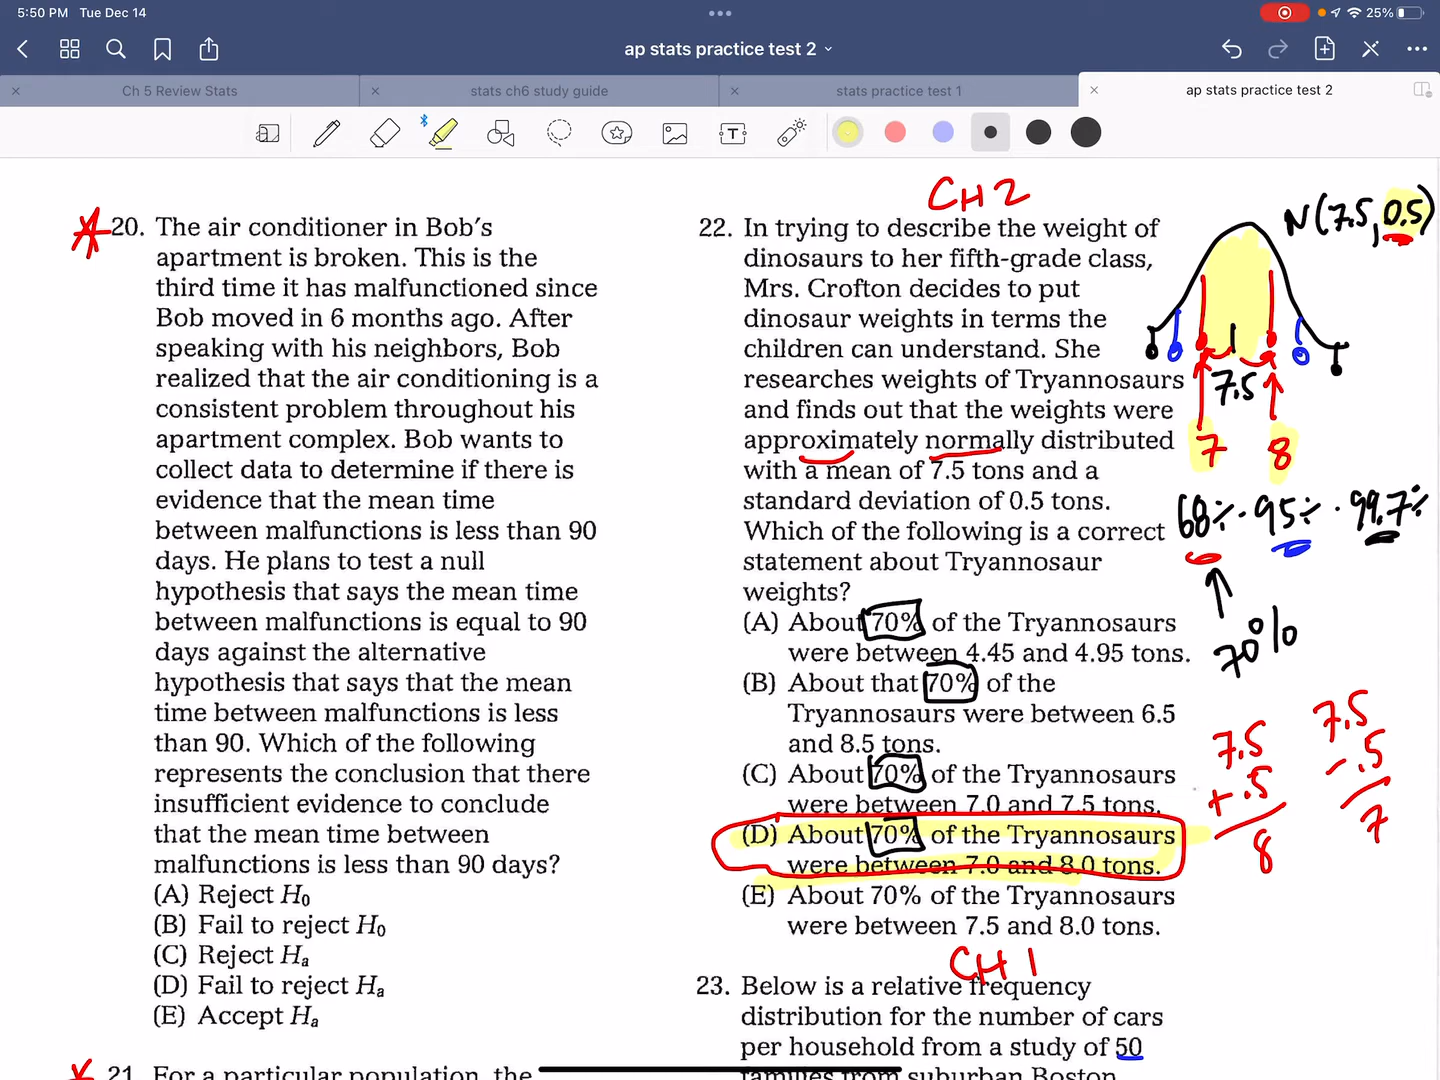 5:50 PM Tue Dec 14
25%
ap stats practice test 2
Ch 5 Review Stats
stats ch6 study guide
stats practice test 1
ap stats practice test 2
20. The air conditioner in Bob's
apartment is broken. This is the
third time it has malfunctioned since
Bob moved in 6 months ago. After
speaking with his neighbors, Bob
realized that the air conditioning is a
consistent problem throughout his
apartment complex. Bob wants to
collect data to determine if there is
evidence that the mean time
between malfunctions is less than 90
days. He plans to test a null
hypothesis that says the mean time
between malfunctions is equal to 90
days against the alternative
hypothesis that says that the mean
time between malfunctions is less
than 90. Which of the following
represents the conclusion that there
insufficient evidence to conclude
that the mean time between
malfunctions is less than 90 days?
(A) Reject H₀
(B) Fail to reject H₀
(C) Reject Hₐ
(D) Fail to reject Hₐ
(E) Accept Hₐ
21. For a particular population, the
CH 2
22. In trying to describe the weight of
dinosaurs to her fifth-grade class,
Mrs. Crofton decides to put
dinosaur weights in terms the
children can understand. She
researches weights of Tryannosaurs
and finds out that the weights were
approximately normally distributed
with a mean of 7.5 tons and a
standard deviation of 0.5 tons.
Which of the following is a correct
statement about Tryannosaur
weights?
(A) About 70% of the Tryannosaurs
were between 4.45 and 4.95 tons.
(B) About that 70% of the
Tryannosaurs were between 6.5
and 8.5 tons.
(C) About 70% of the Tryannosaurs
were between 7.0 and 7.5 tons.
(D) About 70% of the Tryannosaurs
were between 7.0 and 8.0 tons.
(E) About 70% of the Tryannosaurs
were between 7.5 and 8.0 tons.
CH 1
23. Below is a relative frequency
distribution for the number of cars
per household from a study of 50
families from suburban Boston
N(7.5, 0.5)
7.5
7 8
68% · 95% · 99.7%
70%
7.5
+ .5
8
7.5
- .5
7